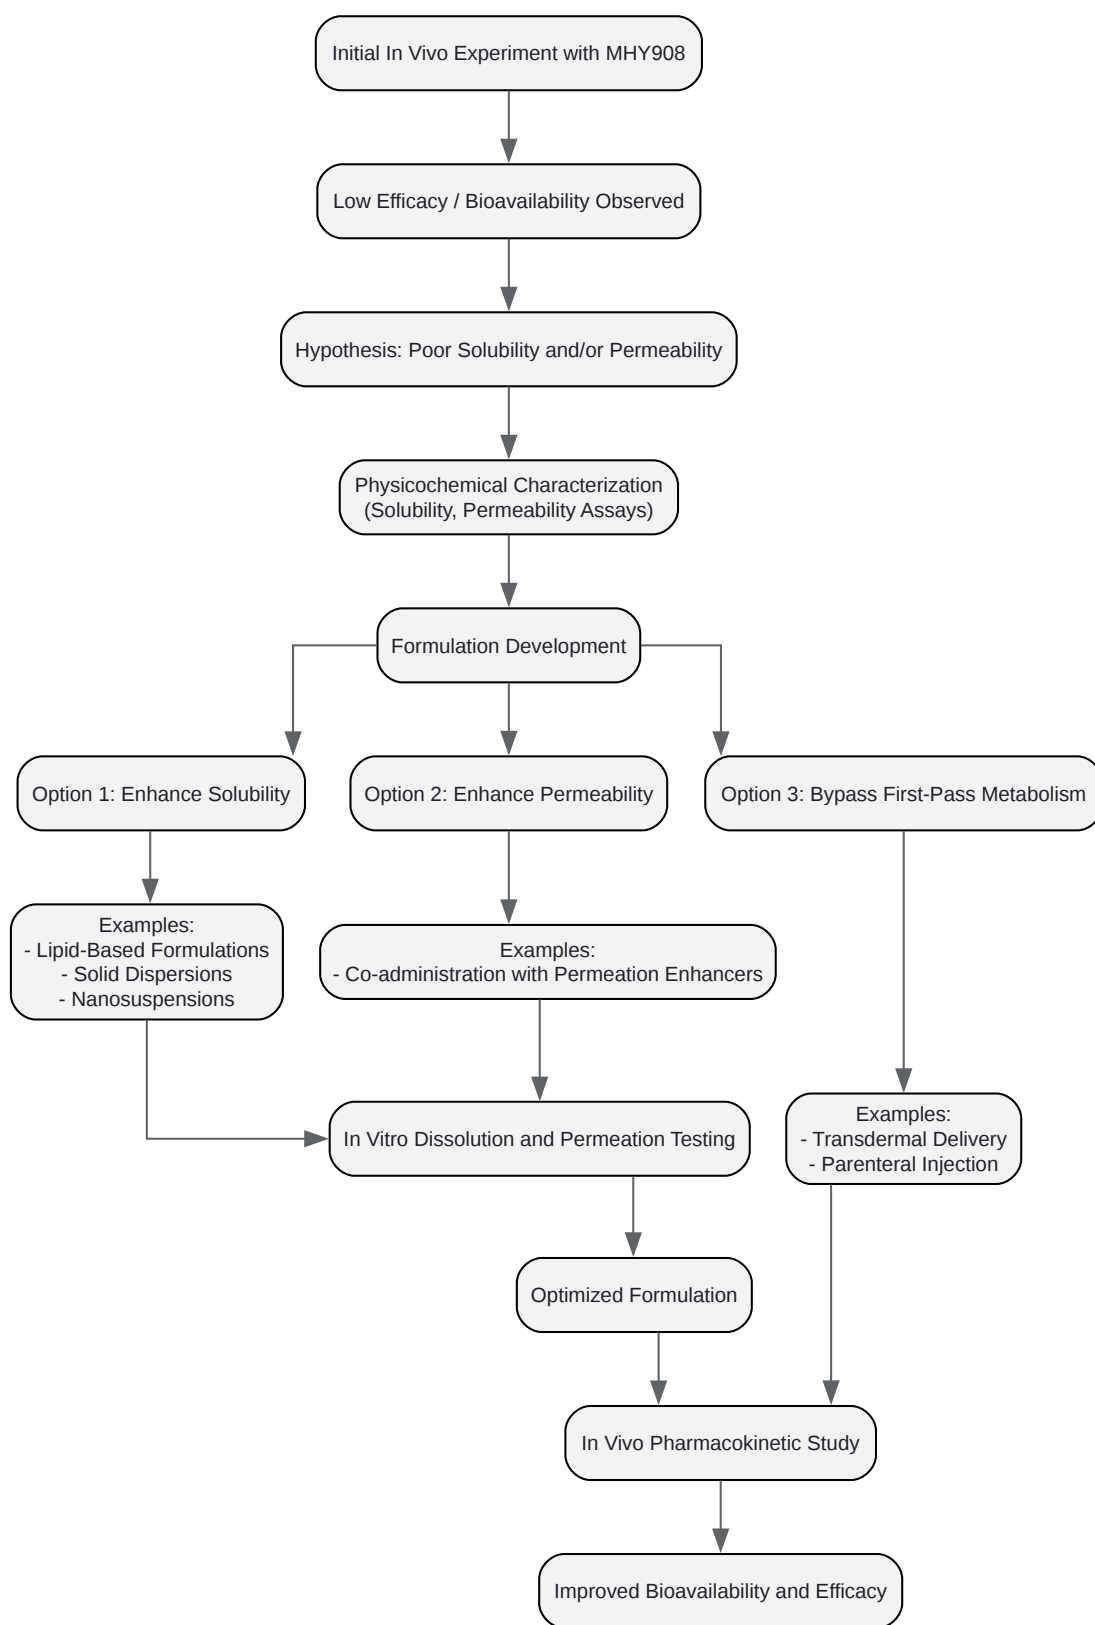 Initial In Vivo Experiment with MHY908
Low Efficacy / Bioavailability Observed
Hypothesis: Poor Solubility and/or Permeability
Physicochemical Characterization
(Solubility, Permeability Assays)
Formulation Development
Option 1: Enhance Solubility
Option 2: Enhance Permeability
Option 3: Bypass First-Pass Metabolism
Examples:
- Lipid-Based Formulations
- Solid Dispersions
- Nanosuspensions
Examples:
- Co-administration with Permeation Enhancers
In Vitro Dissolution and Permeation Testing
Examples:
- Transdermal Delivery
- Parenteral Injection
Optimized Formulation
In Vivo Pharmacokinetic Study
Improved Bioavailability and Efficacy